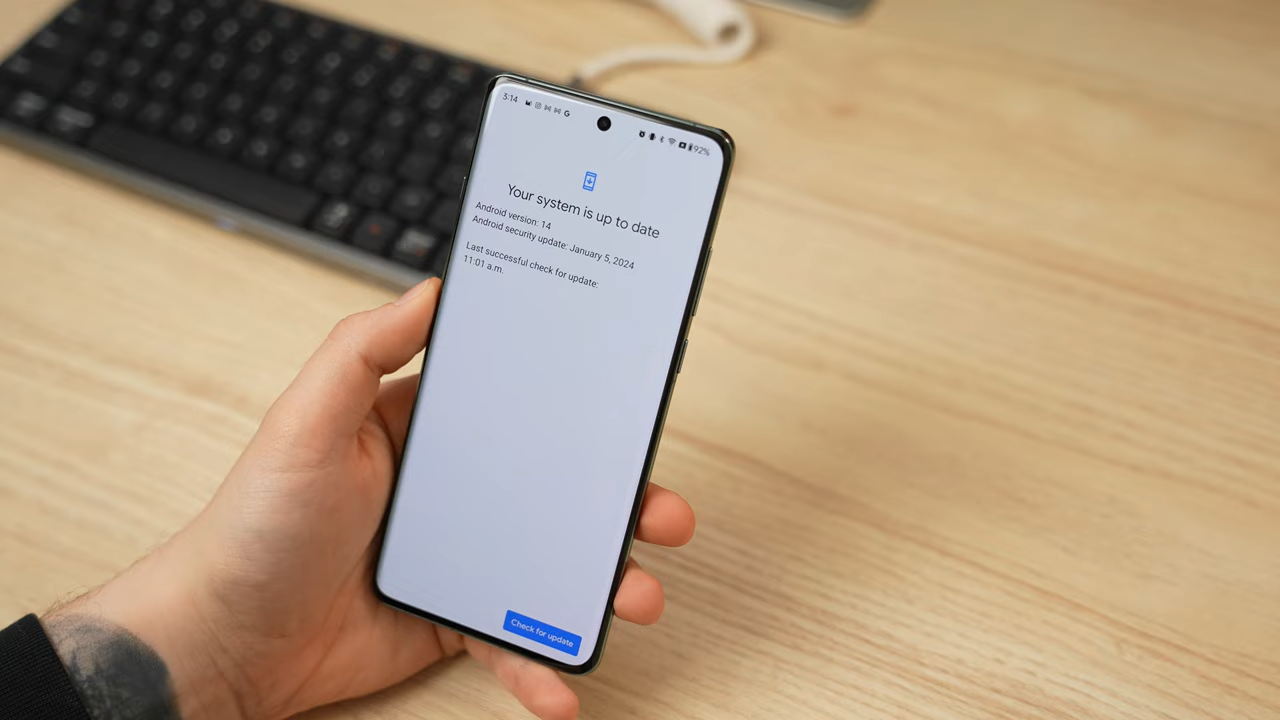 3:14 G 92%
Your system is up to date
Android version: 14
Android security update: January 5, 2024
Last successful check for update:
11:01 a.m.
Check for update